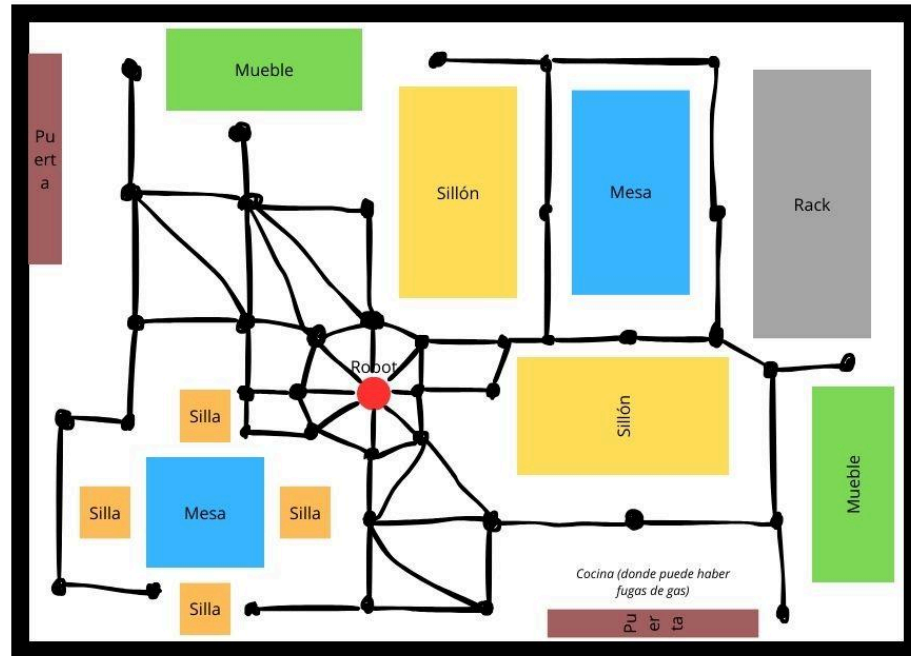 Mueble
Pu
ert
a
Sillón
Mesa
Rack
Robot
Silla
Sillón
Mueble
Silla
Mesa
Silla
Cocina (donde puede haber
fugas de gas)
Silla
Pu
er
ta